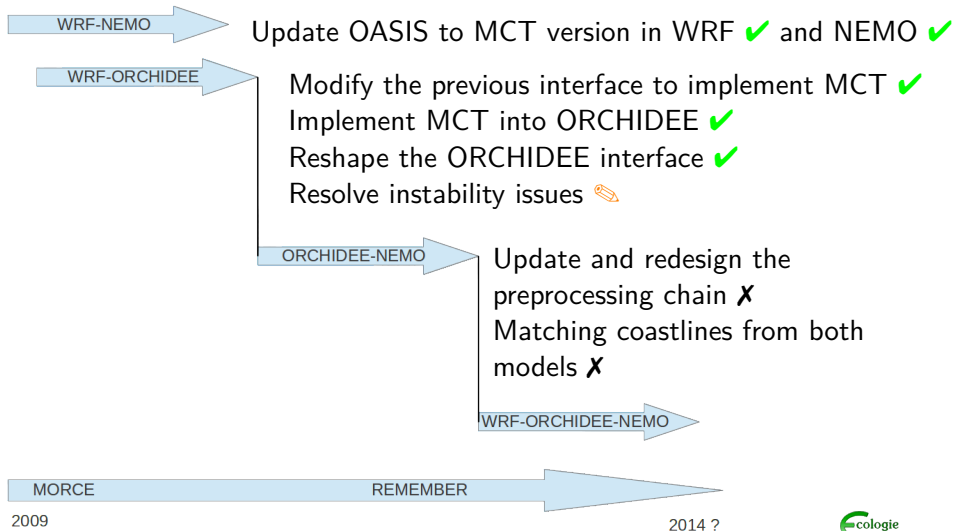 WRF-NEMO
Update OASIS to MCT version in WRF ✔ and NEMO ✔
WRF-ORCHIDEE
Modify the previous interface to implement MCT ✔
Implement MCT into ORCHIDEE ✔
Reshape the ORCHIDEE interface ✔
Resolve instability issues ✎
ORCHIDEE-NEMO
Update and redesign the
preprocessing chain ✗
Matching coastlines from both
models ✗
WRF-ORCHIDEE-NEMO
MORCE REMEMBER
2009 2014 ?
Ecologie